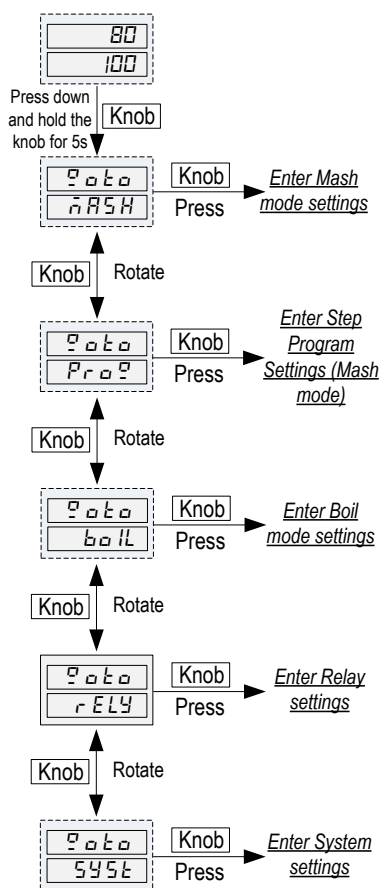 80
100
Press down
and hold the
knob for 5s
Knob
goto
MASH
Knob
Press
Enter Mash
mode settings
Knob
Rotate
goto
Prog
Knob
Press
Enter Step
Program
Settings (Mash
mode)
Knob
Rotate
goto
boIL
Knob
Press
Enter Boil
mode settings
Knob
Rotate
goto
rELY
Knob
Press
Enter Relay
settings
Knob
Rotate
goto
SYSt
Knob
Press
Enter System
settings